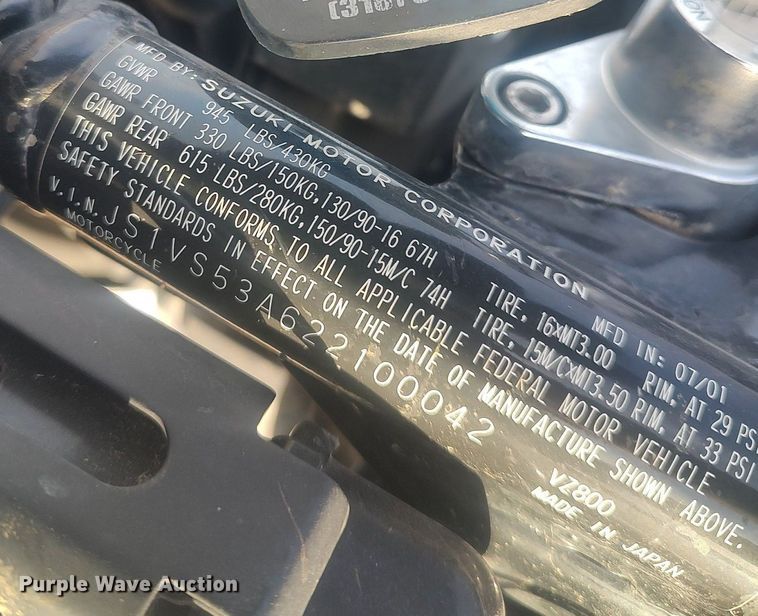 MFD BY: SUZUKI MOTOR CORPORATION MFD IN: 07/01
GVWR 945 LBS/430KG
GAWR FRONT 330 LBS/150KG,130/90-16 67H TIRE, 16xMT3.00 RIM, AT 29 PSI
GAWR REAR 615 LBS/280KG,150/90-15M/C 74H TIRE, 15M/CXMT3.50 RIM, AT 33 PSI
THIS VEHICLE CONFORMS TO ALL APPLICABLE FEDERAL MOTOR VEHICLE
SAFETY STANDARDS IN EFFECT ON THE DATE OF MANUFACTURE SHOWN ABOVE.
V.I.N. JS1VS53A622100042 VZ800
MOTORCYCLE MADE IN JAPAN
Purple Wave Auction